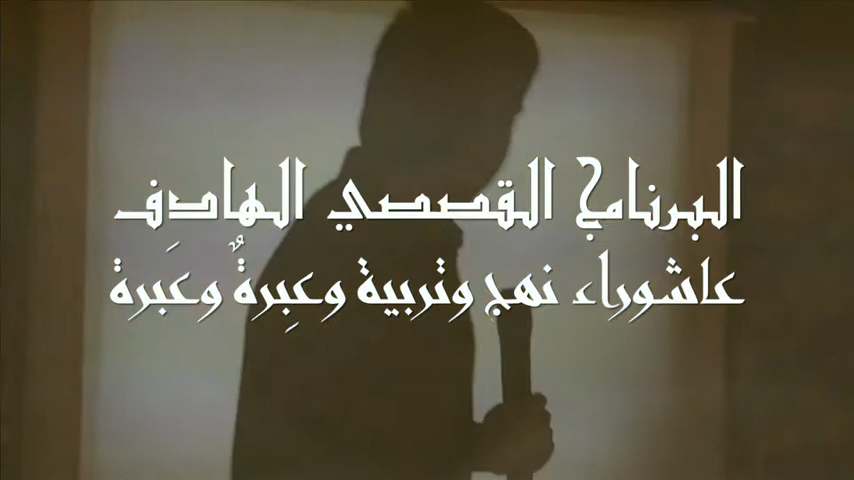 البرنامج القصصي الهادف
عاشوراء نهج وتربية وعِبرةٌ وعَبرة